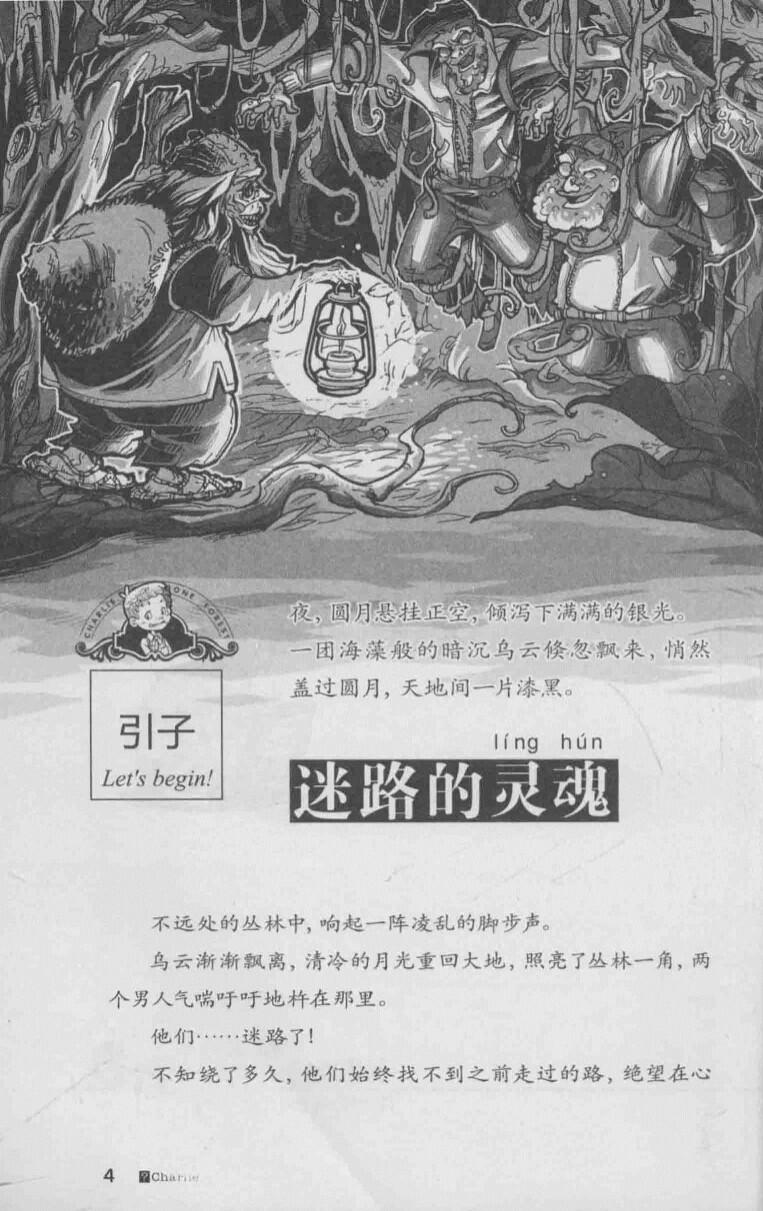 夜，圆月悬挂正空，倾泻下满满的银光。
一团海藻般的暗沉乌云倏忽飘来，悄然
盖过圆月，天地间一片漆黑。
CHARLIE IX ONE FOREST
引子
Let's begin!
líng hún
迷路的灵魂
不远处的丛林中，响起一阵凌乱的脚步声。
乌云渐渐飘离，清冷的月光重回大地，照亮了丛林一角，两
个男人气喘吁吁地杵在那里。
他们……迷路了！
不知绕了多久，他们始终找不到之前走过的路，绝望在心
4 ?Charlie